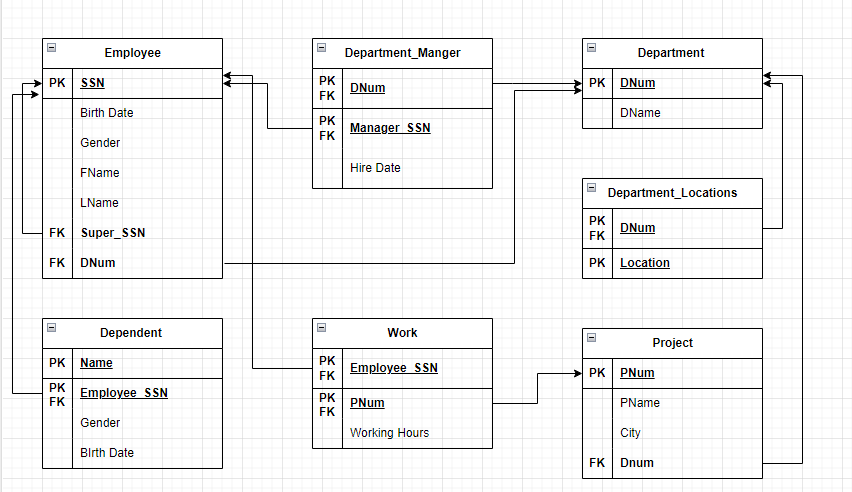 Employee
PK SSN
Birth Date
Gender
FName
LName
FK Super_SSN
FK DNum
Department_Manger
PK
FK DNum
PK
FK Manager_SSN
Hire Date
Department
PK DNum
DName
Department_Locations
PK
FK DNum
PK Location
Dependent
PK Name
PK
FK Employee_SSN
Gender
BIrth Date
Work
PK
FK Employee_SSN
PK
FK PNum
Working Hours
Project
PK PNum
PName
City
FK Dnum